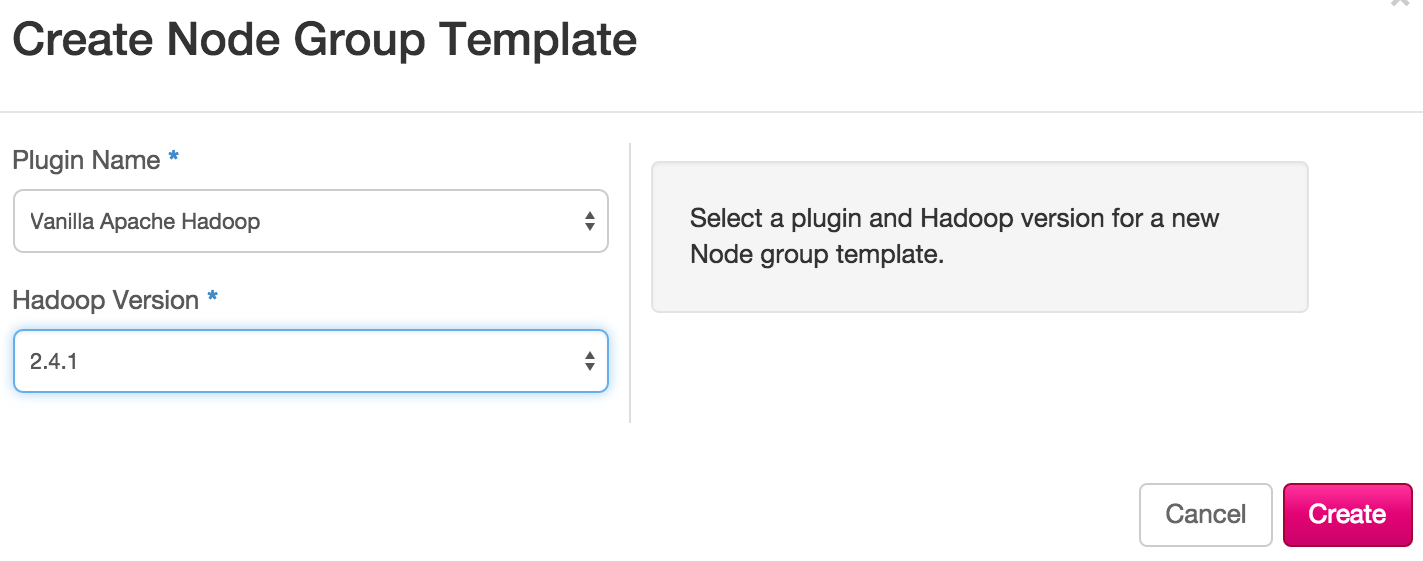 Create Node Group Template
Plugin Name *
Vanilla Apache Hadoop
Hadoop Version *
2.4.1
Select a plugin and Hadoop version for a new
Node group template.
Cancel
Create